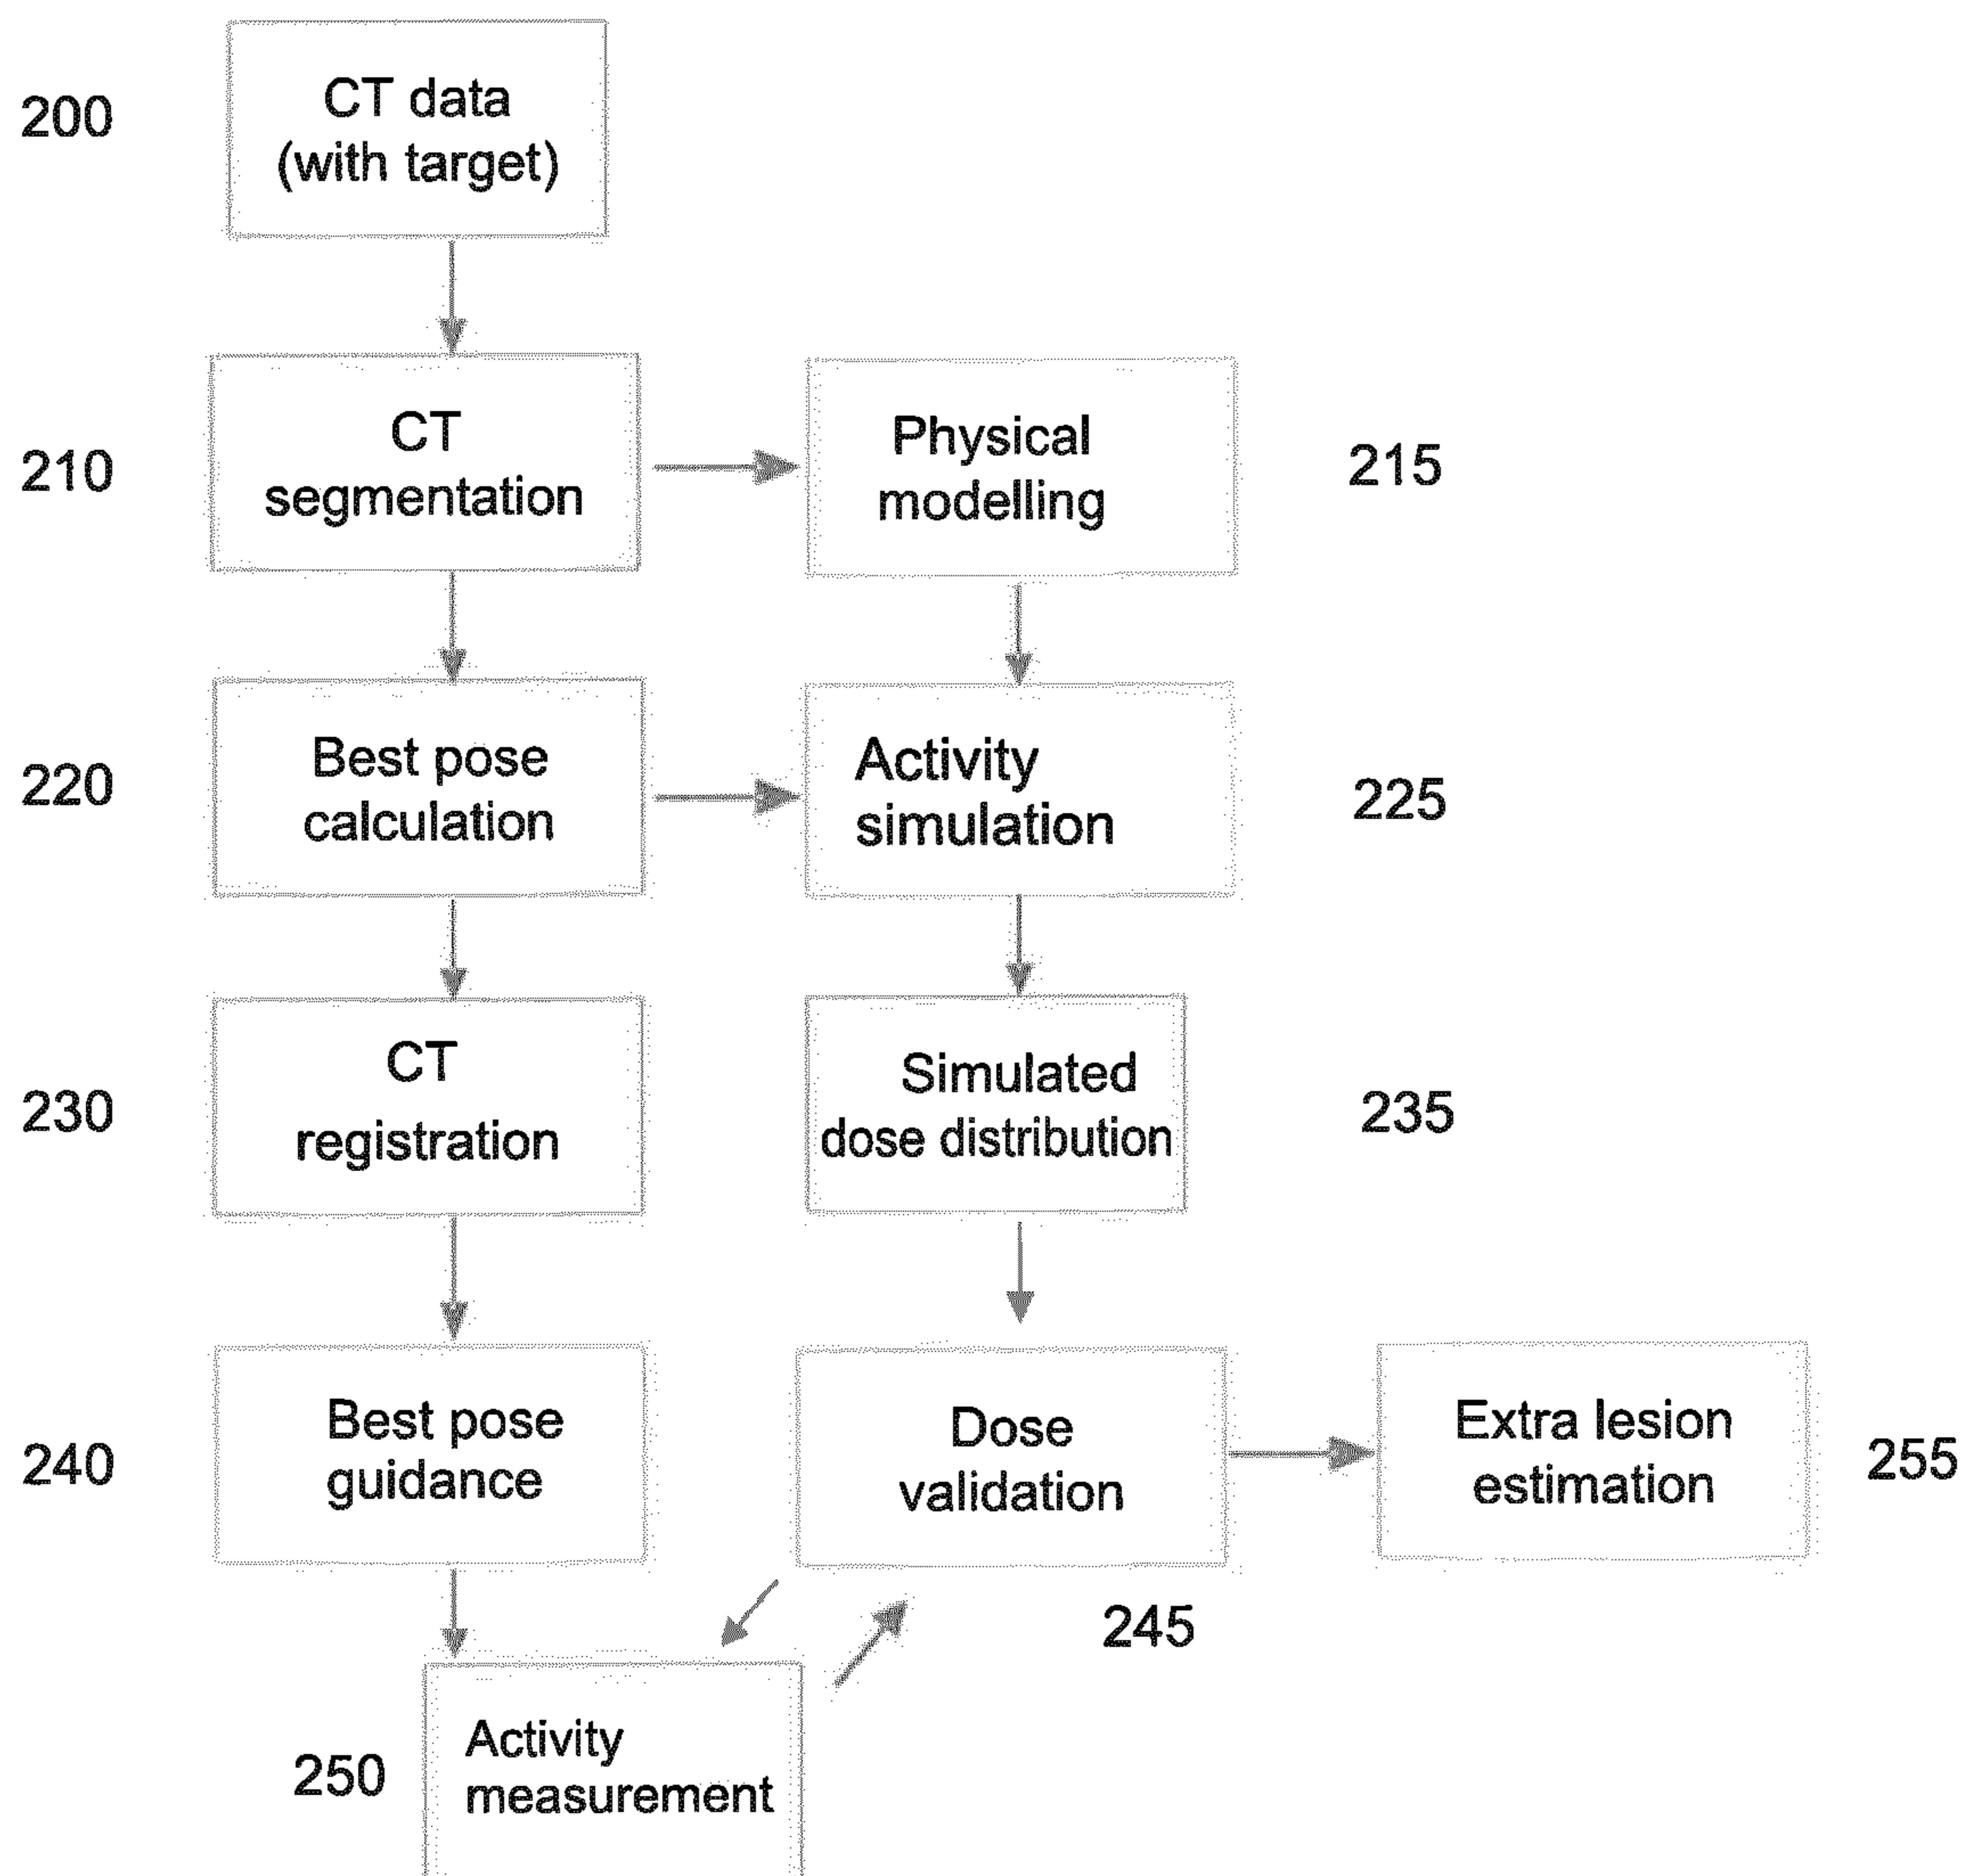 200
CT data
(with target)
210
CT
segmentation
Physical
modelling
215
220
Best pose
calculation
Activity
simulation
225
230
CT
registration
Simulated
dose distribution
235
240
Best pose
guidance
Dose
validation
245
Extra lesion
estimation
255
250
Activity
measurement